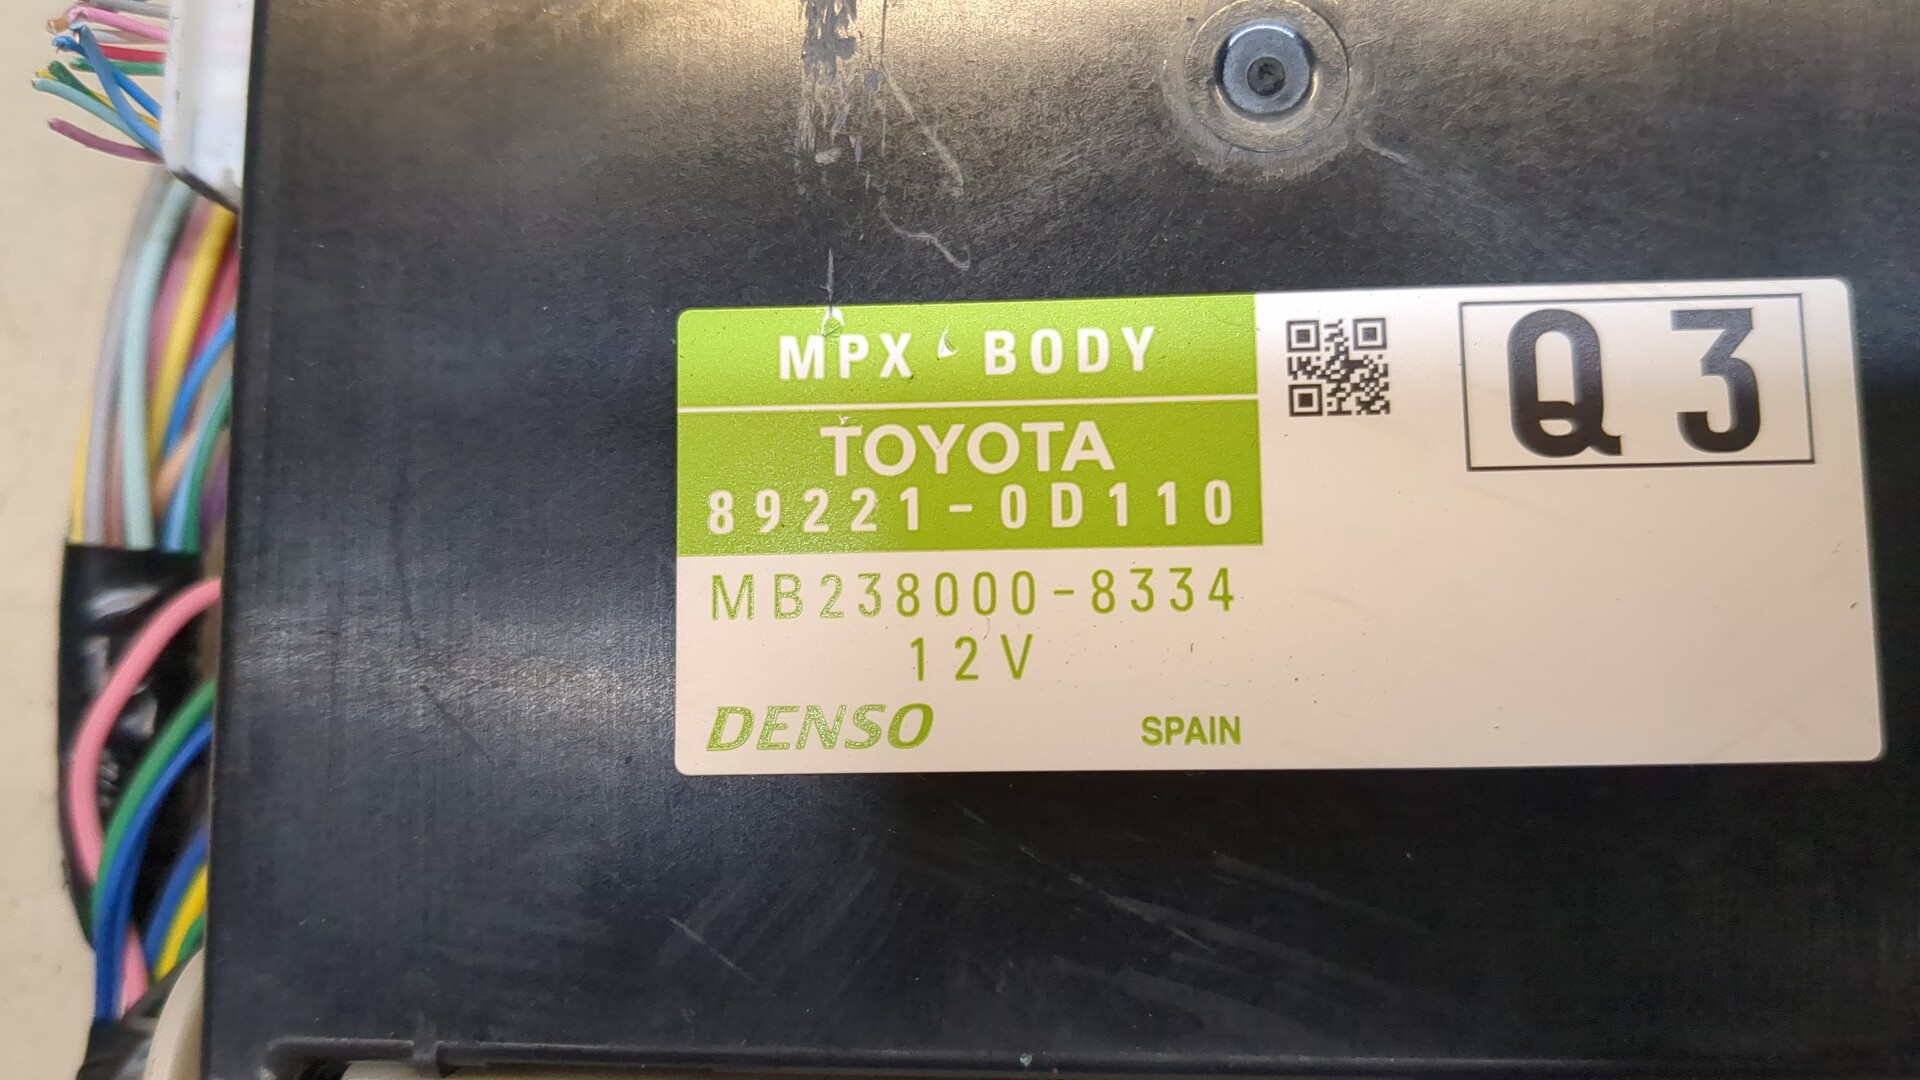 MPX BODY
Q3
TOYOTA
89221-0D110
MB238000-8334
12V
DENSO SPAIN